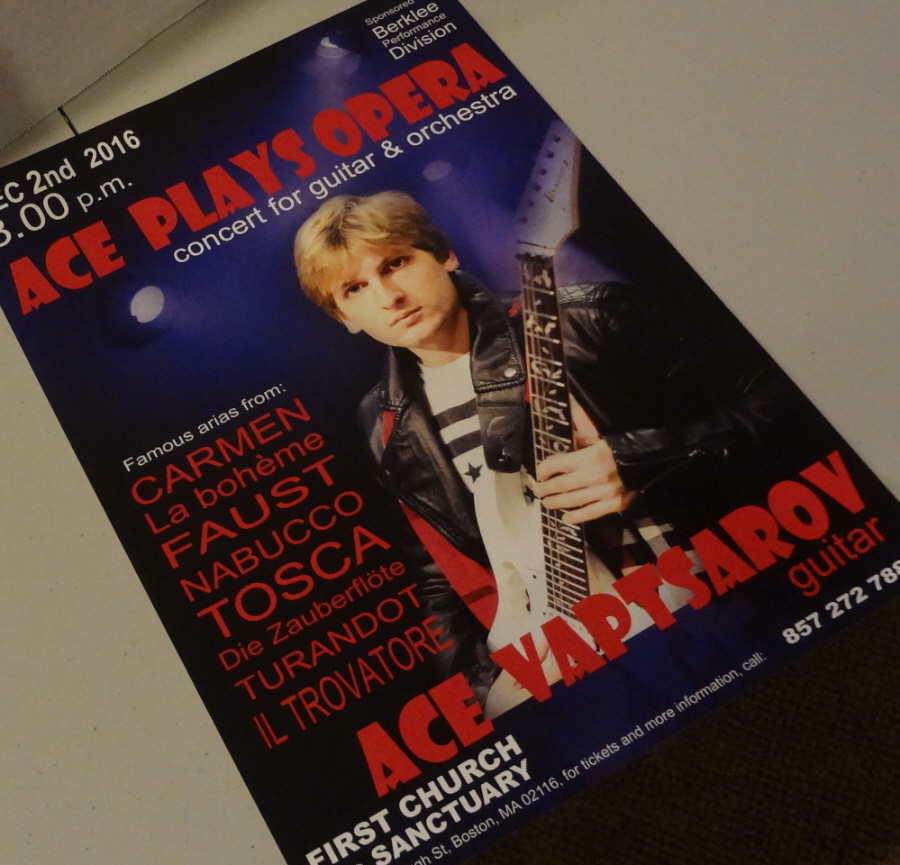 Sponsored
Berklee
Performance
Division
2nd 2016
.00 p.m.
ACE PLAYS OPERA
concert for guitar & orchestra
Famous arias from:
CARMEN
La bohème
FAUST
NABUCCO
TOSCA
Die Zauberflöte
TURANDOT
IL TROVATORE
ACE YAPTSAROV
guitar
857 272 788
FIRST CHURCH
SANCTUARY
St, Boston, MA 02116, for tickets and more information, call: